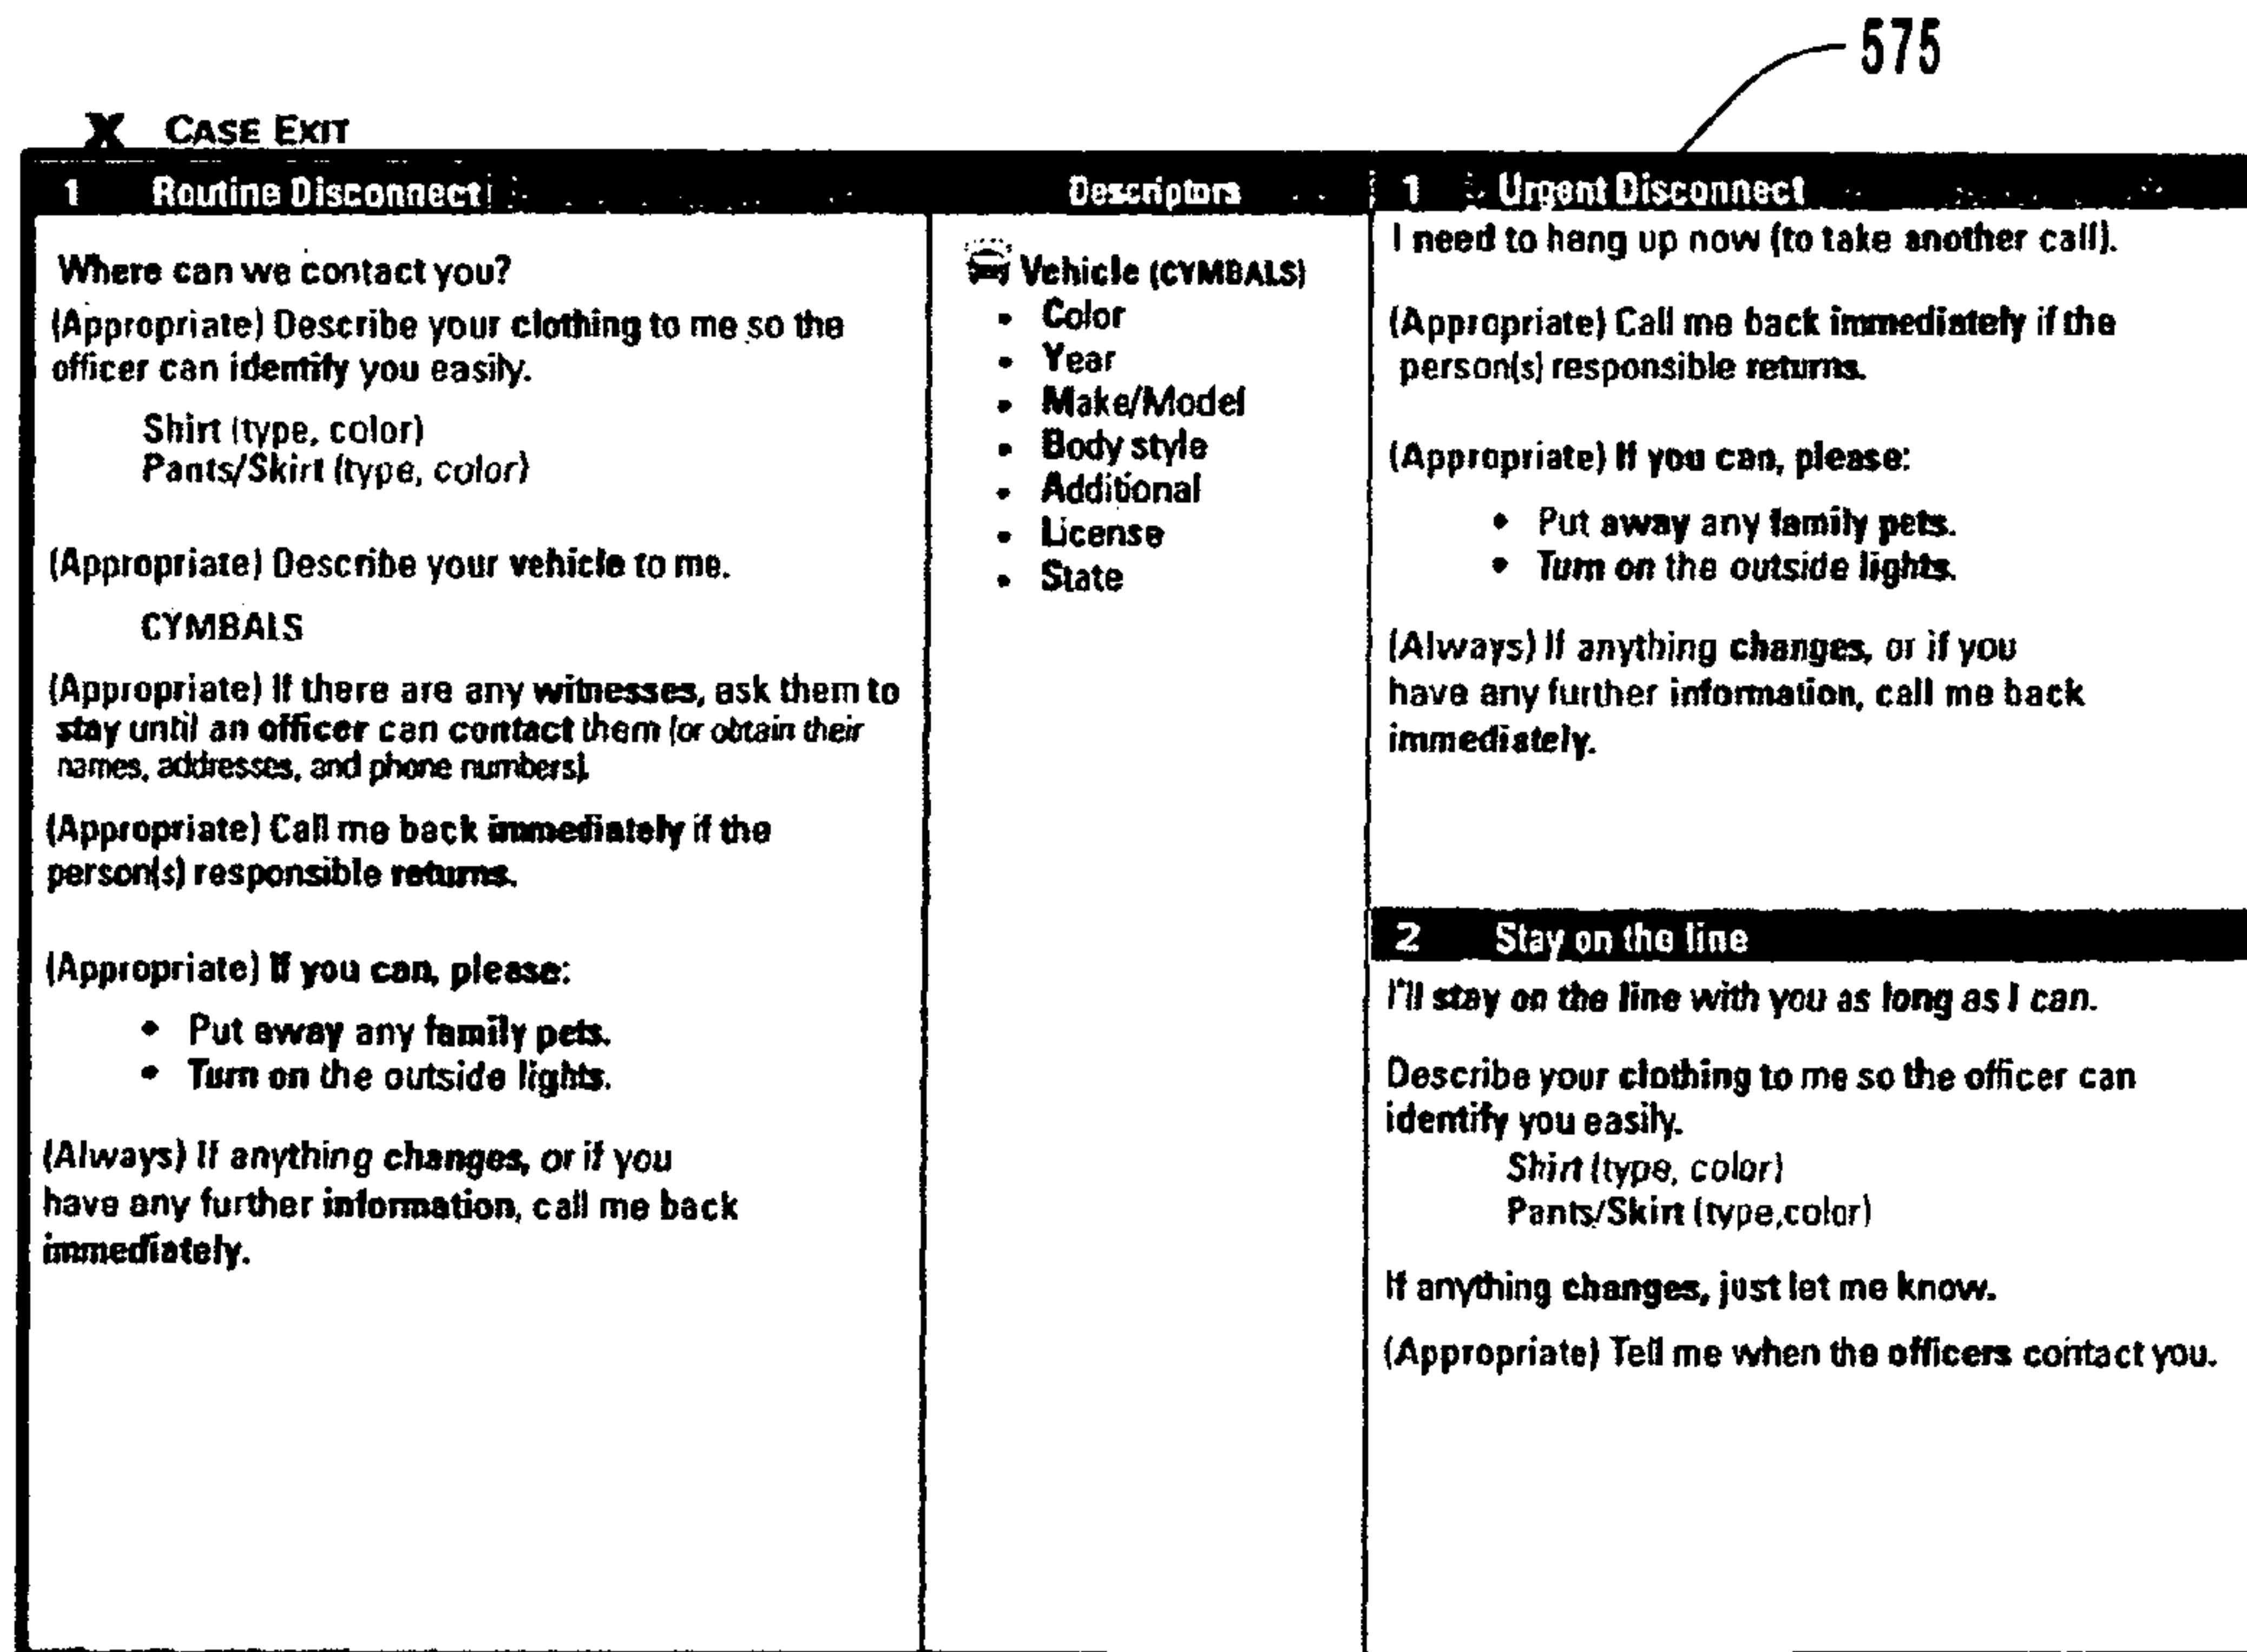 575
X CASE EXIT
1 Routine Disconnect
Where can we contact you?
(Appropriate) Describe your clothing to me so the
officer can identify you easily.
Shirt (type, color)
Pants/Skirt (type, color)
(Appropriate) Describe your vehicle to me.
CYMBALS
(Appropriate) If there are any witnesses, ask them to
stay until an officer can contact them (or obtain their
names, addresses, and phone numbers).
(Appropriate) Call me back immediately if the
person(s) responsible returns.
(Appropriate) If you can, please:
• Put away any family pets.
• Turn on the outside lights.
(Always) If anything changes, or if you
have any further information, call me back
immediately.
Descriptors
Vehicle (CYMBALS)
• Color
• Year
• Make/Model
• Body style
• Additional
• License
• State
1 Urgent Disconnect
I need to hang up now (to take another call).
(Appropriate) Call me back immediately if the
person(s) responsible returns.
(Appropriate) If you can, please:
• Put away any family pets.
• Turn on the outside lights.
(Always) If anything changes, or if you
have any further information, call me back
immediately.
2 Stay on the line
I'll stay on the line with you as long as I can.
Describe your clothing to me so the officer can
identify you easily.
Shirt (type, color)
Pants/Skirt (type,color)
If anything changes, just let me know.
(Appropriate) Tell me when the officers contact you.